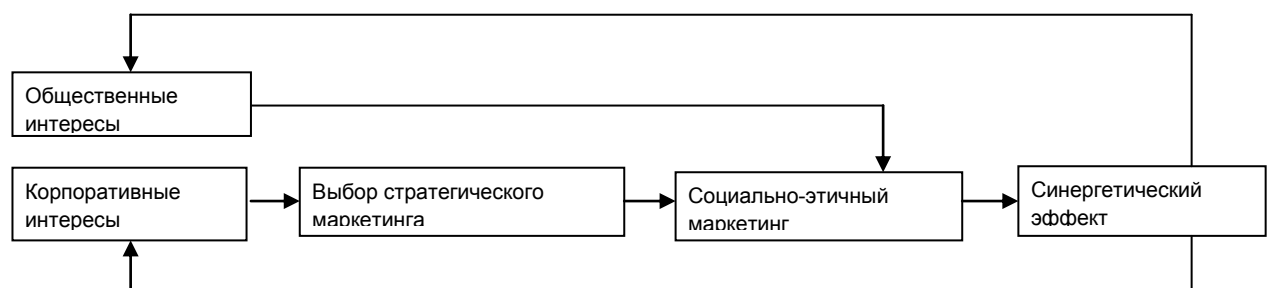 Общественные
интересы
Корпоративные
интересы
Выбор стратегического
маркетинга
Социально-этичный
маркетинг
Синергетический
эффект